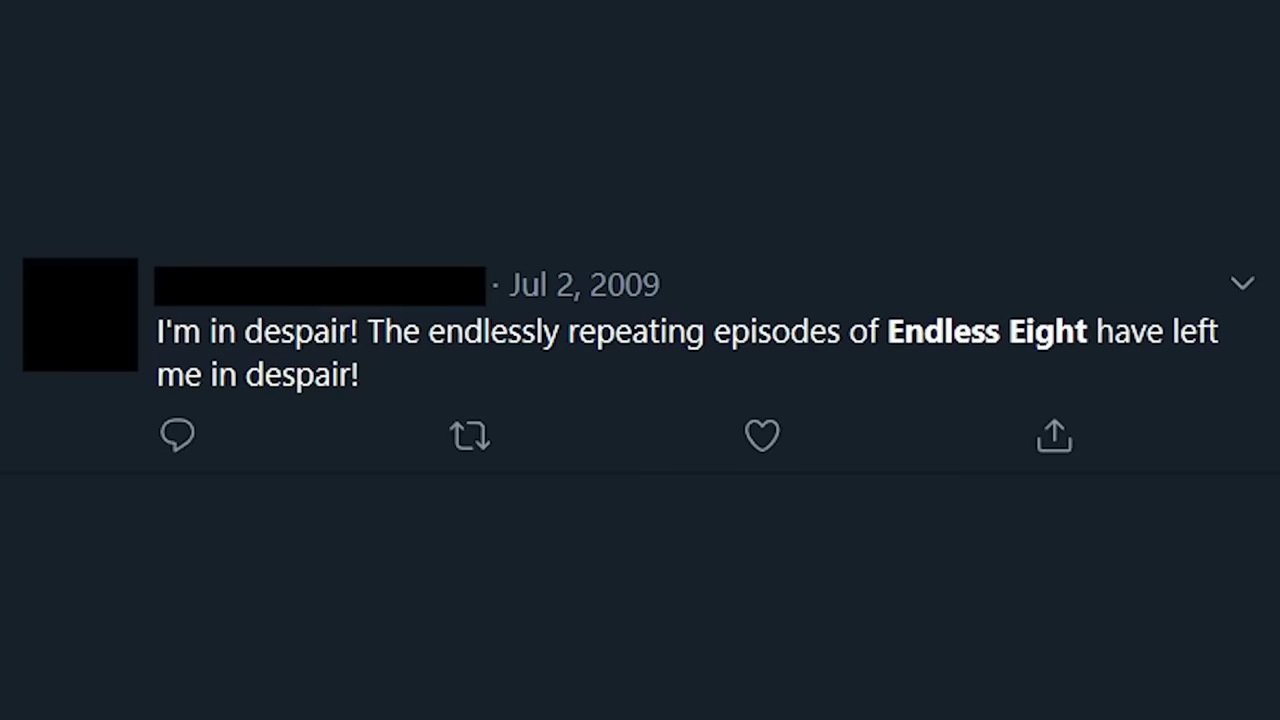 · Jul 2, 2009
I'm in despair! The endlessly repeating episodes of Endless Eight have left
me in despair!